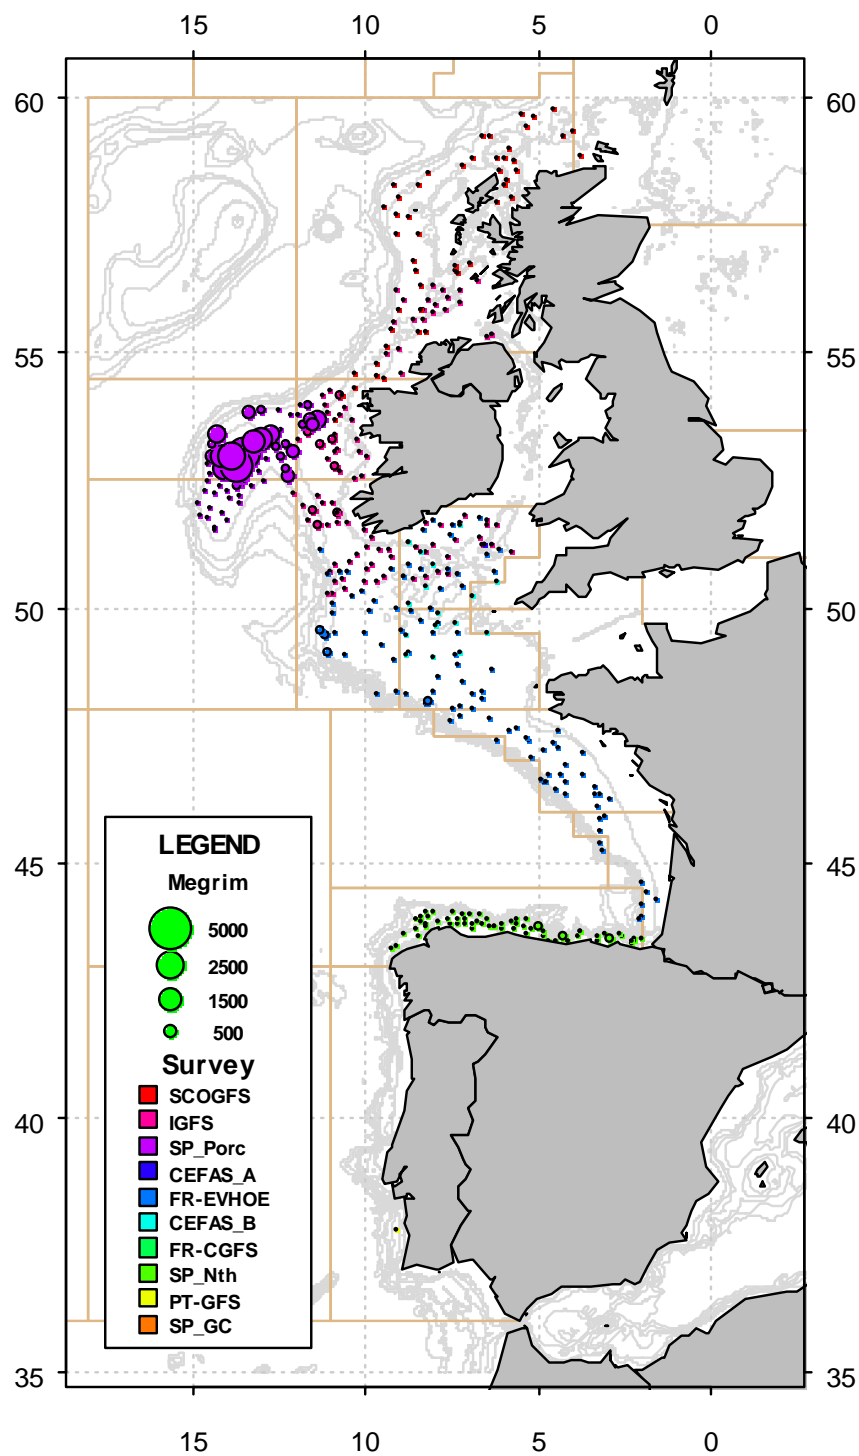 15 10 5 0
60 60
55 55
50 50
45 45
40 40
35 35
LEGEND
Megrim
5000
2500
1500
500
Survey
SCOGFS
IGFS
SP_Porc
CEFAS_A
FR-EVHOE
CEFAS_B
FR-CGFS
SP_Nth
PT-GFS
SP_GC
15 10 5 0